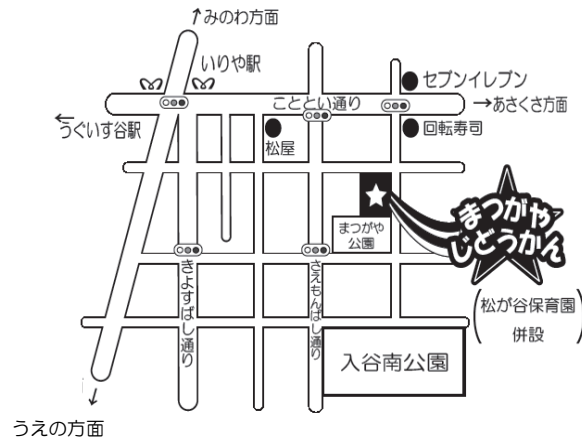 ↑みのわ方面
いりや駅
セブンイレブン
こととい通り
→あさくさ方面
←
うぐいす谷駅
松屋
回転寿司
まつがや
公園
まつがや
じどうかん
きよすばし通り
さえもんばし通り
(松が谷保育園
併設)
入谷南公園
↓
うえの方面